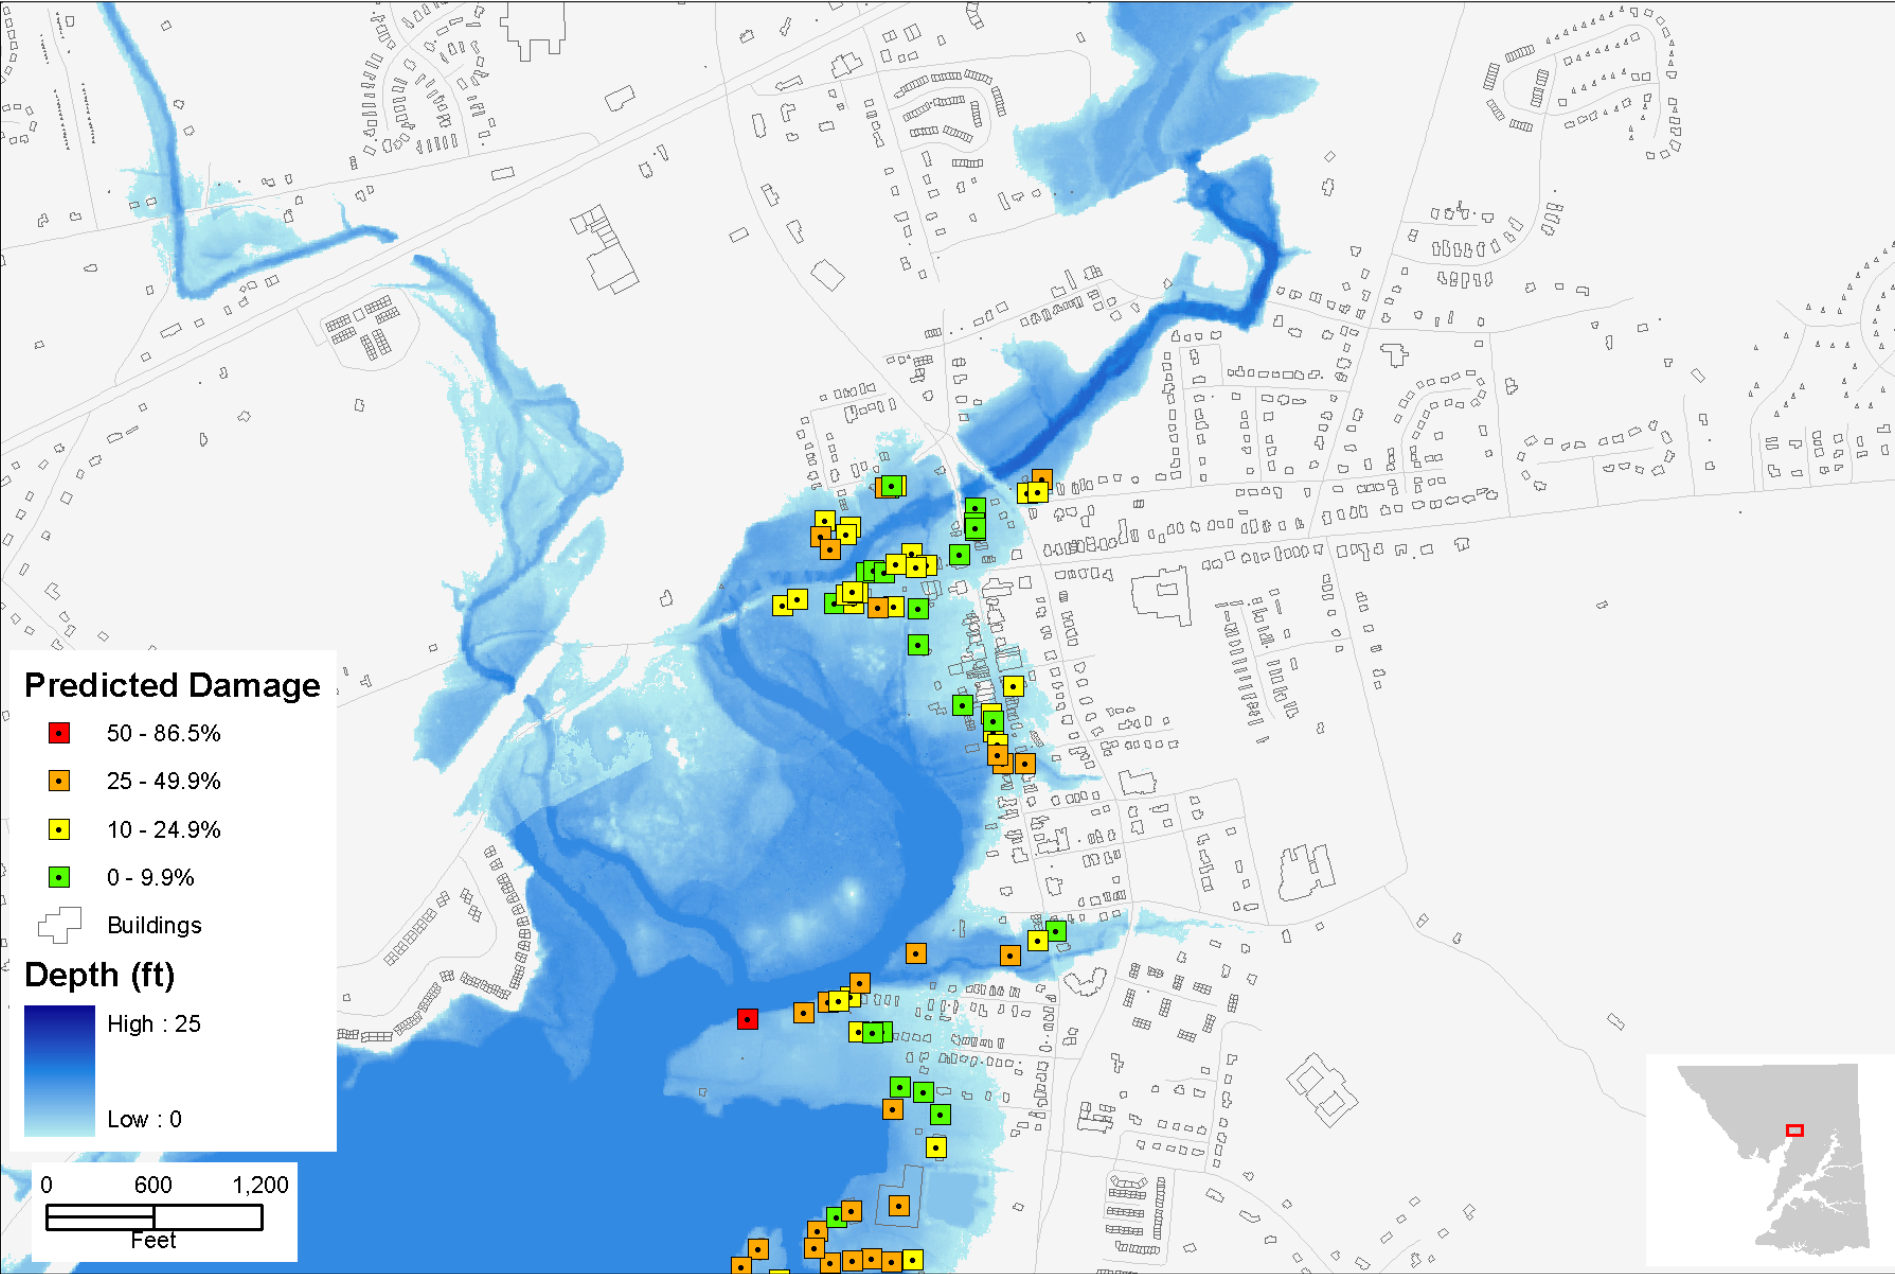 Predicted Damage
50 - 86.5%
25 - 49.9%
10 - 24.9%
0 - 9.9%
Buildings
Depth (ft)
High : 25
Low : 0
0 600 1,200
Feet